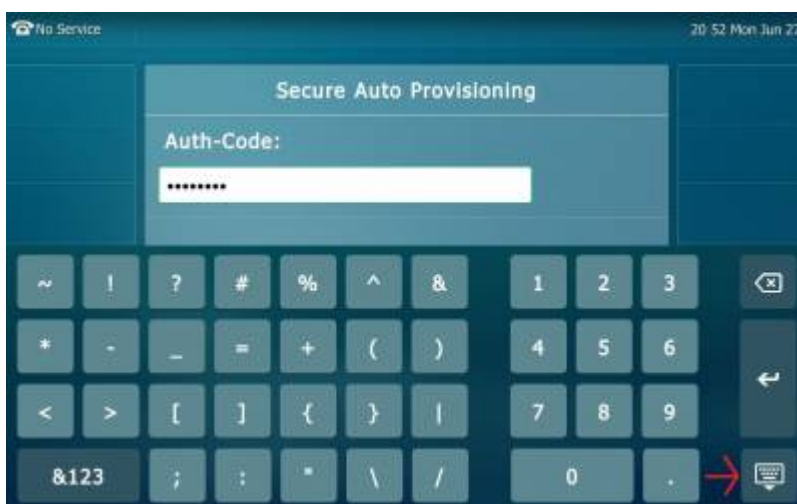 No Service 20 52 Mon Jun 27
Secure Auto Provisioning
Auth-Code:
••••••••
~ ! ? # % ^ & 1 2 3
* - _ = + ( ) 4 5 6
< > [ ] { } | 7 8 9
&123 ; : " \ / 0 .